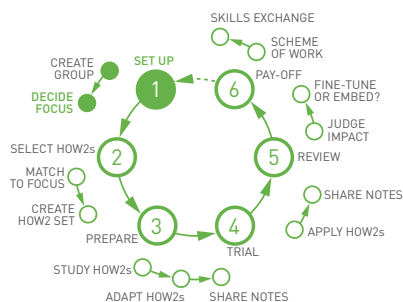 SKILLS EXCHANGE
SCHEME
OF WORK
SET UP
CREATE
GROUP
DECIDE
FOCUS
1
6
PAY-OFF
FINE-TUNE
OR EMBED?
JUDGE
IMPACT
SELECT HOW2s
2
5
REVIEW
MATCH
TO FOCUS
CREATE
HOW2 SET
3
PREPARE
4
TRIAL
SHARE NOTES
APPLY HOW2s
STUDY HOW2s
ADAPT HOW2s
SHARE NOTES